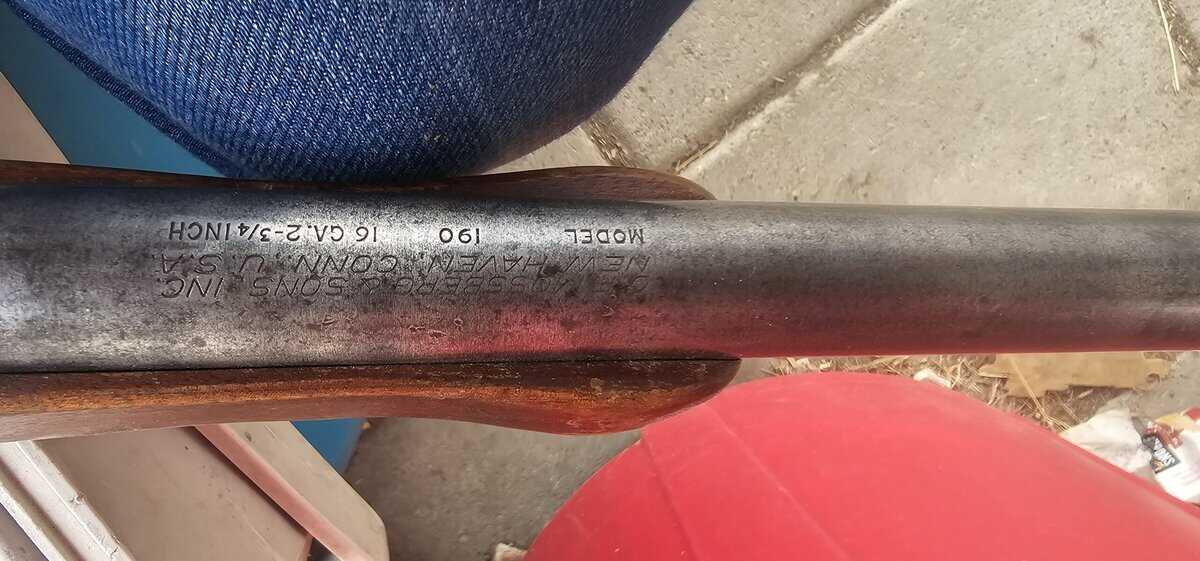 O.F. MOSSBERG & SONS, INC.
NEW HAVEN, CONN., U.S.A.
MODEL 190 16 GA. 2-3/4 INCH